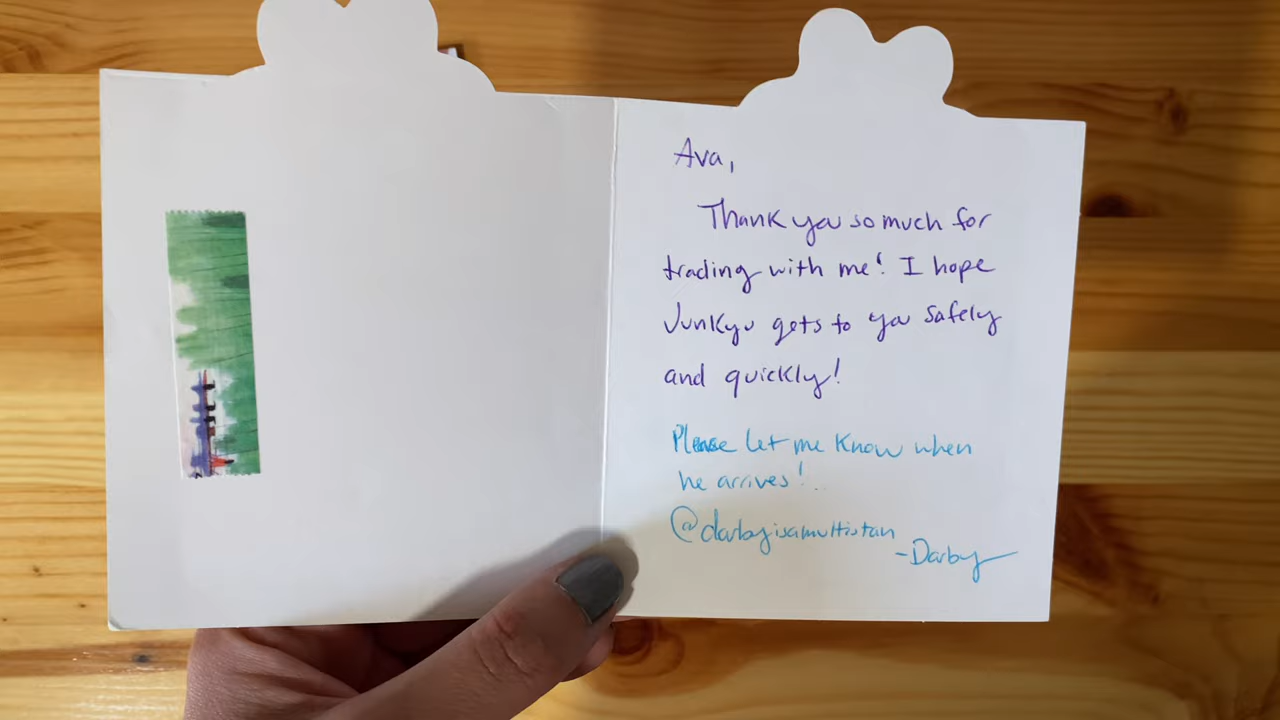 Ava,
Thank you so much for
trading with me! I hope
Junkyu gets to you safely
and quickly!
Please let me know when
he arrives!
@darbyisamultistan
-Darby